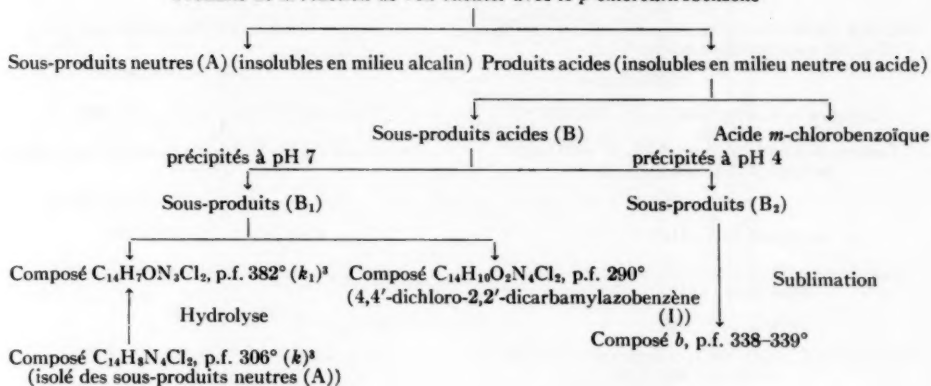 Sous-produits neutres (A) (insolubles en milieu alcalin) Produits acides (insolubles en milieu neutre ou acide)
Sous-produits acides (B) Acide m-chlorobenzoïque
précipités à pH 7 précipités à pH 4
Sous-produits (B₁) Sous-produits (B₂)
Composé C₁₄H₇ON₃Cl₂, p.f. 382° (k₁)³ Composé C₁₄H₁₀O₂N₄Cl₂, p.f. 290° Sublimation
(4,4′-dichloro-2,2′-dicarbamylazobenzène
Hydrolyse (1))
Composé b, p.f. 338–339°
Composé C₁₄H₈N₄Cl₂, p.f. 306° (k)³
(isolé des sous-produits neutres (A))